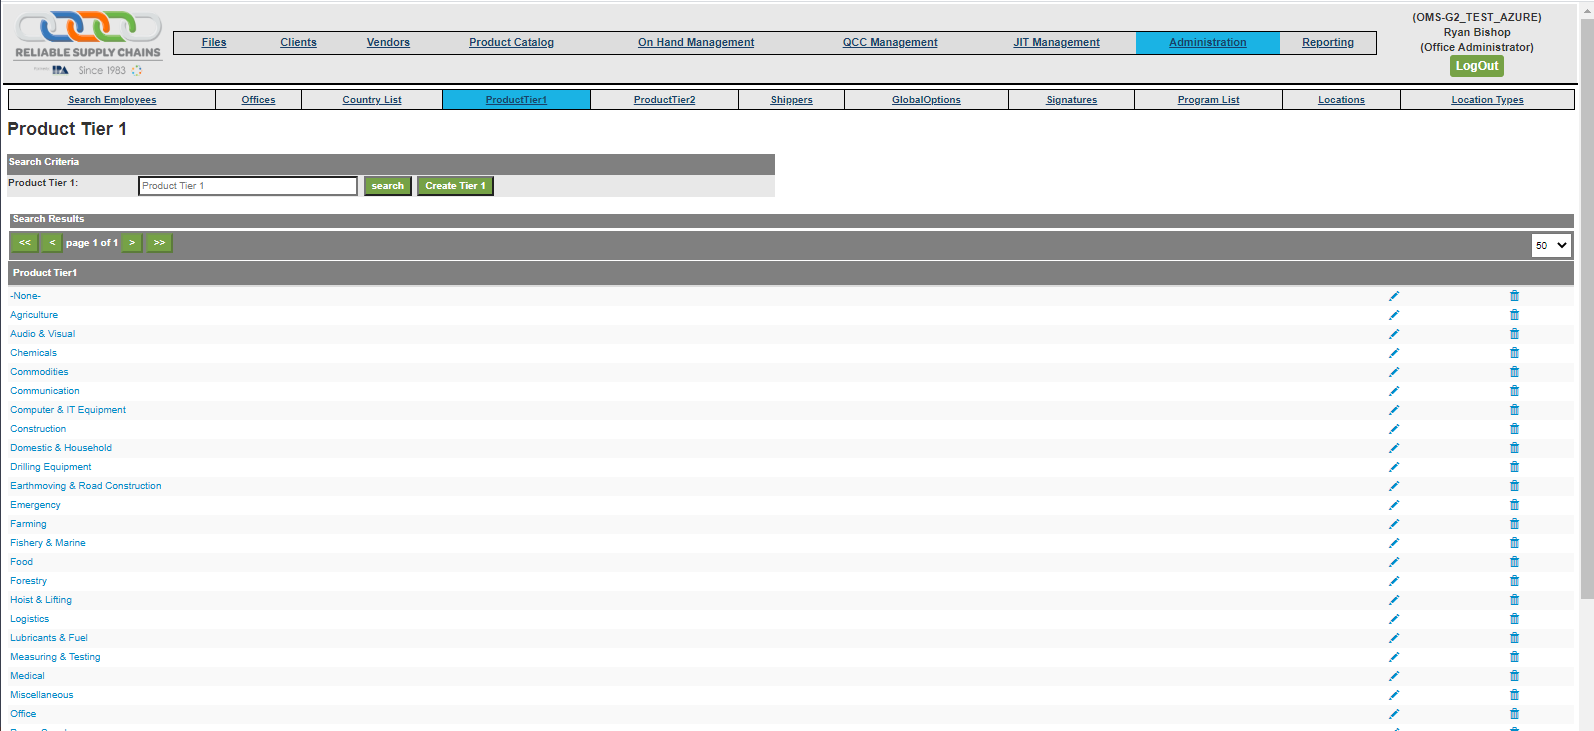 RELIABLE SUPPLY CHAINS
IPA Since 1983
Files Clients Vendors Product Catalog On Hand Management QCC Management JIT Management Administration Reporting
(OMS-G2_TEST_AZURE)
Ryan Bishop
(Office Administrator)
LogOut
Search Employees Offices Country List ProductTier1 ProductTier2 Shippers GlobalOptions Signatures Program List Locations Location Types
Product Tier 1
Search Criteria
Product Tier 1: Product Tier 1 search Create Tier 1
Search Results
<< < page 1 of 1 > >> 50
Product Tier1
-None-
Agriculture
Audio & Visual
Chemicals
Commodities
Communication
Computer & IT Equipment
Construction
Domestic & Household
Drilling Equipment
Earthmoving & Road Construction
Emergency
Farming
Fishery & Marine
Food
Forestry
Hoist & Lifting
Logistics
Lubricants & Fuel
Measuring & Testing
Medical
Miscellaneous
Office